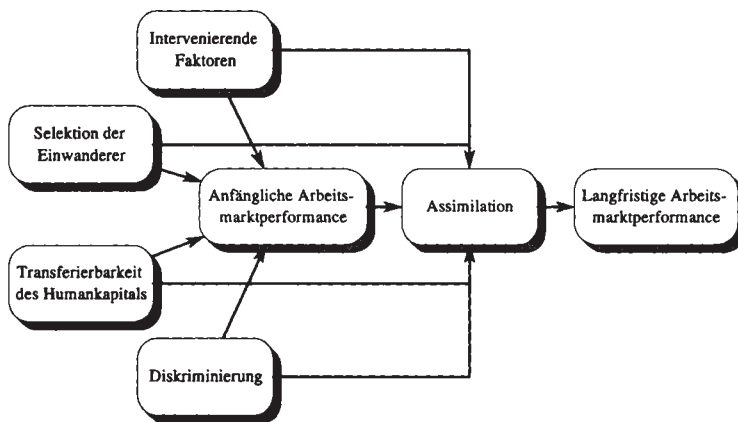 Intervenierende
Faktoren
Selektion der
Einwanderer
Anfängliche Arbeits-
marktperformance
Assimilation
Langfristige Arbeits-
marktperformance
Transferierbarkeit
des Humankapitals
Diskriminierung